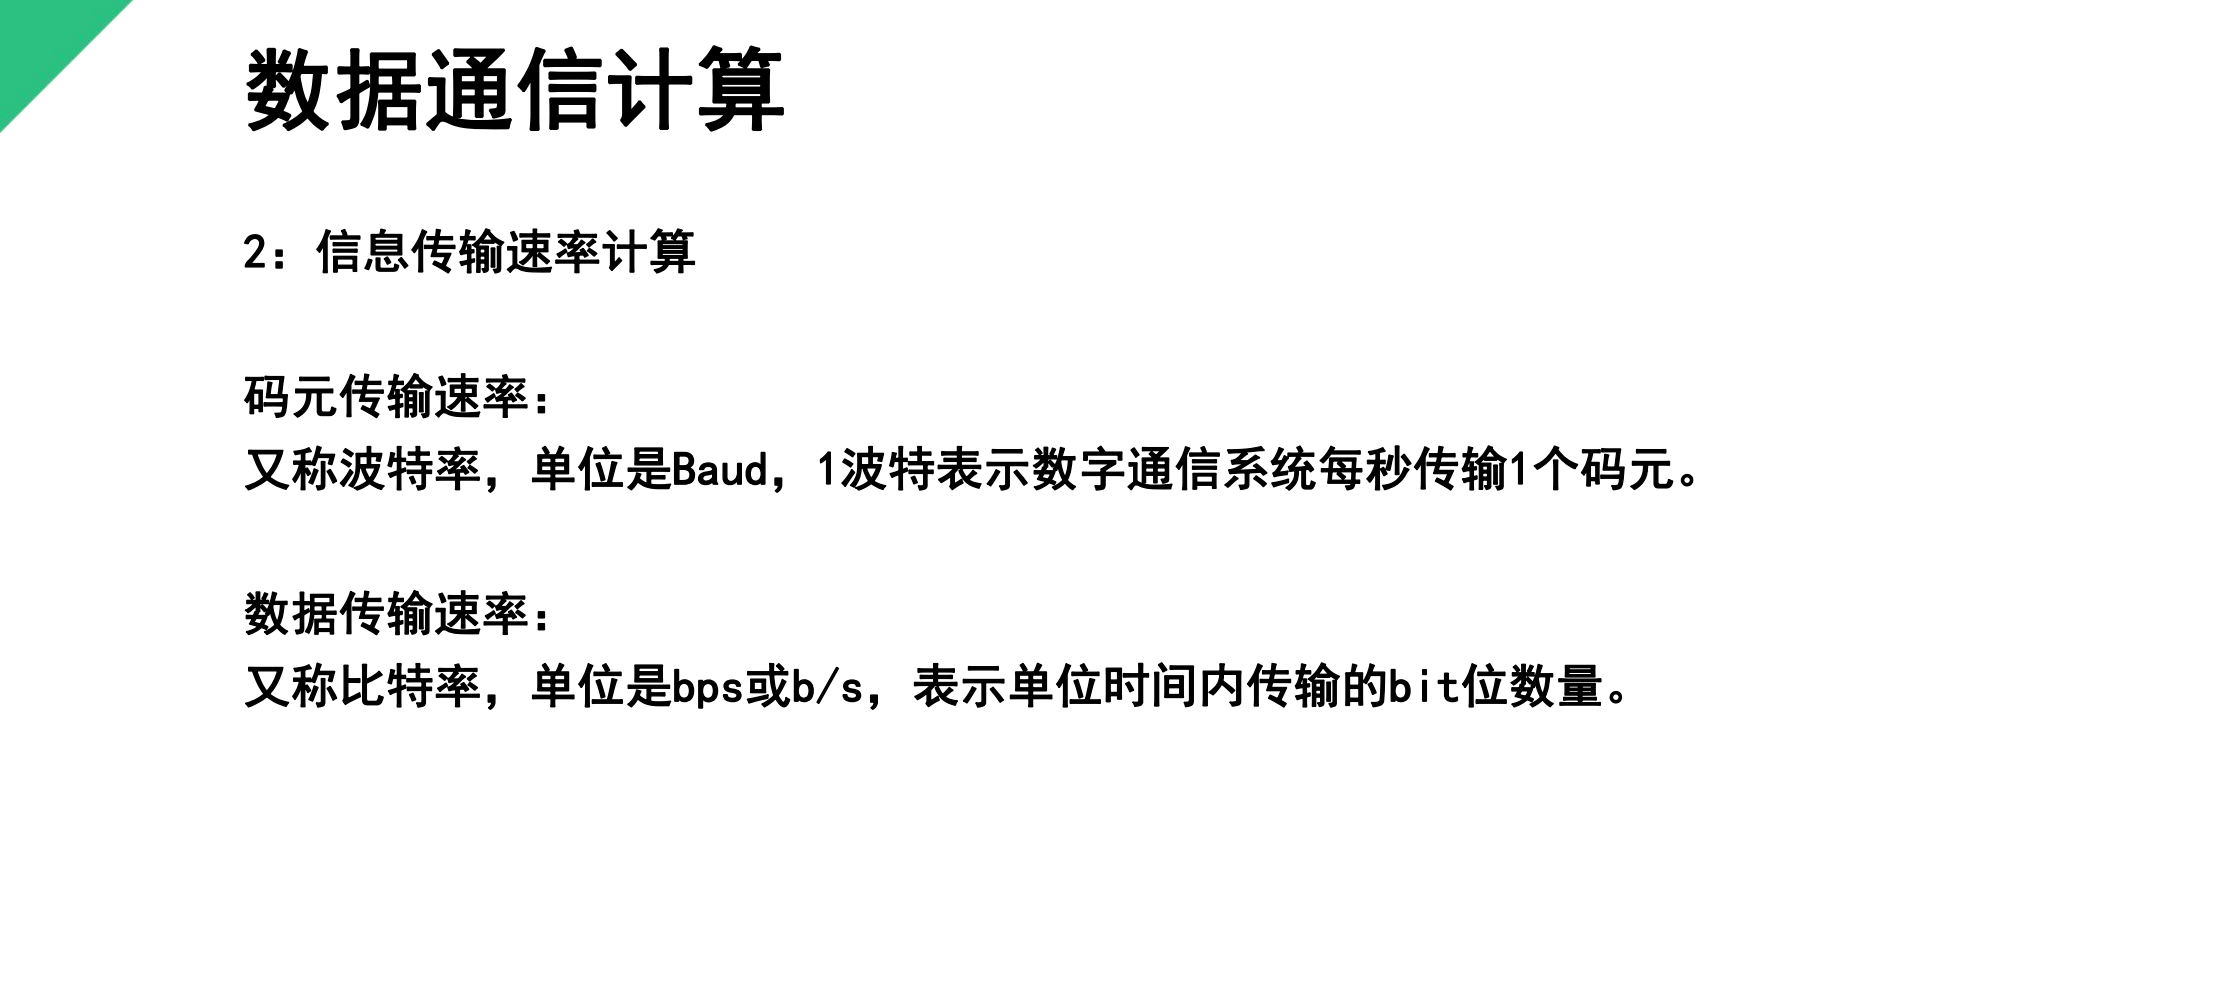 数据通信计算
2：信息传输速率计算
码元传输速率：
又称波特率，单位是Baud，1波特表示数字通信系统每秒传输1个码元。
数据传输速率：
又称比特率，单位是bps或b/s，表示单位时间内传输的bit位数量。